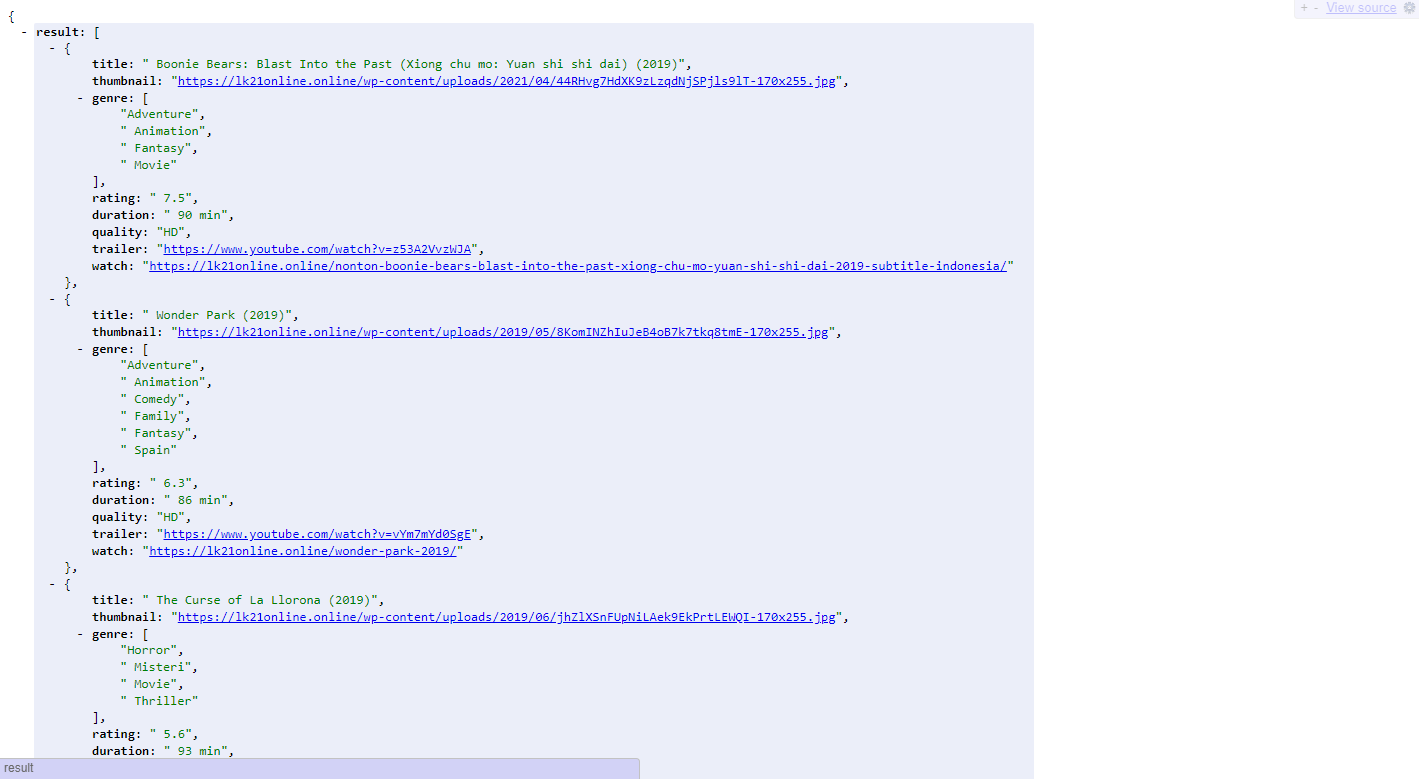 {
+ - View source
- result: [
- {
title: " Boonie Bears: Blast Into the Past (Xiong chu mo: Yuan shi shi dai) (2019)",
thumbnail: "https://lk21online.online/wp-content/uploads/2021/04/44RHvg7HdXK9zLzqdNjSPjls9lT-170x255.jpg",
- genre: [
"Adventure",
" Animation",
" Fantasy",
" Movie"
],
rating: " 7.5",
duration: " 90 min",
quality: "HD",
trailer: "https://www.youtube.com/watch?v=z53A2VvzWJA",
watch: "https://lk21online.online/nonton-boonie-bears-blast-into-the-past-xiong-chu-mo-yuan-shi-shi-dai-2019-subtitle-indonesia/"
},
- {
title: " Wonder Park (2019)",
thumbnail: "https://lk21online.online/wp-content/uploads/2019/05/8KomINZhIuJeB4oB7k7tkq8tmE-170x255.jpg",
- genre: [
"Adventure",
" Animation",
" Comedy",
" Family",
" Fantasy",
" Spain"
],
rating: " 6.3",
duration: " 86 min",
quality: "HD",
trailer: "https://www.youtube.com/watch?v=vYm7mYd0SgE",
watch: "https://lk21online.online/wonder-park-2019/"
},
- {
title: " The Curse of La Llorona (2019)",
thumbnail: "https://lk21online.online/wp-content/uploads/2019/06/jhZlXSnFUpNiLAek9EkPrtLEWQI-170x255.jpg",
- genre: [
"Horror",
" Misteri",
" Movie",
" Thriller"
],
rating: " 5.6",
duration: " 93 min",
result